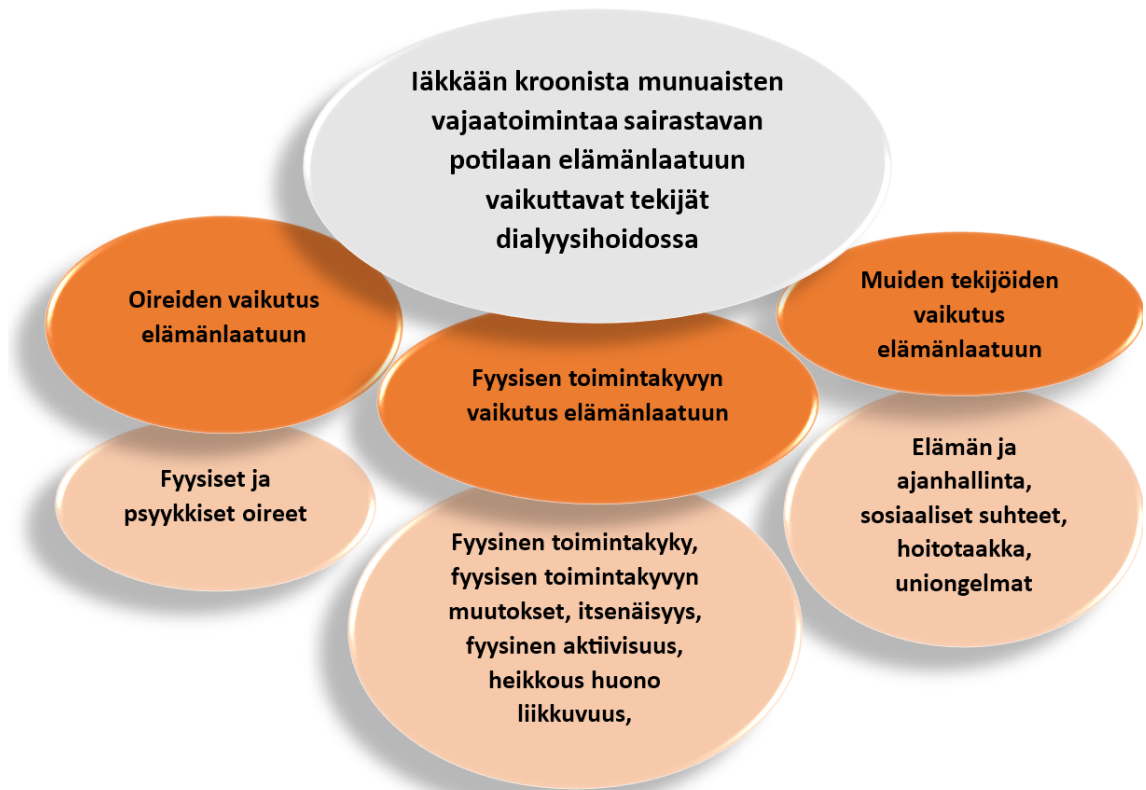 Iäkkään kroonista munuaisten
vajaatoimintaa sairastavan
potilaan elämänlaatuun
vaikuttavat tekijät
dialyysihoidossa
Oireiden vaikutus
elämänlaatuun
Fyysisen toimintakyvyn
vaikutus elämänlaatuun
Muiden tekijöiden
vaikutus
elämänlaatuun
Fyysiset ja
psyykkiset oireet
Fyysinen toimintakyky,
fyysisen toimintakyvyn
muutokset, itsenäisyys,
fyysinen aktiivisuus,
heikkous huono
liikkuvuus,
Elämän ja
ajanhallinta,
sosiaaliset suhteet,
hoitotaakka,
uniongelmat